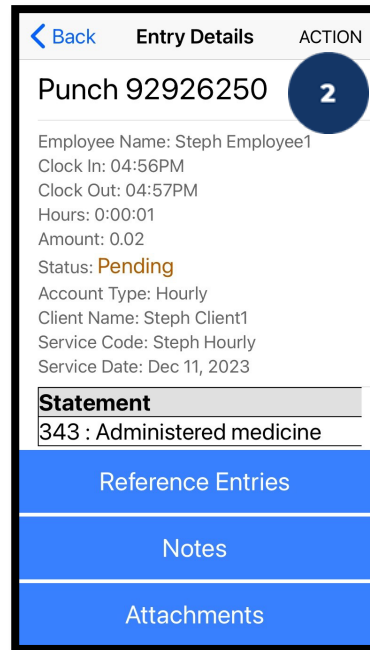 Back Entry Details ACTION
Punch 92926250 2
Employee Name: Steph Employee1
Clock In: 04:56PM
Clock Out: 04:57PM
Hours: 0:00:01
Amount: 0.02
Status: Pending
Account Type: Hourly
Client Name: Steph Client1
Service Code: Steph Hourly
Service Date: Dec 11, 2023
Statement
343 : Administered medicine
Reference Entries
Notes
Attachments